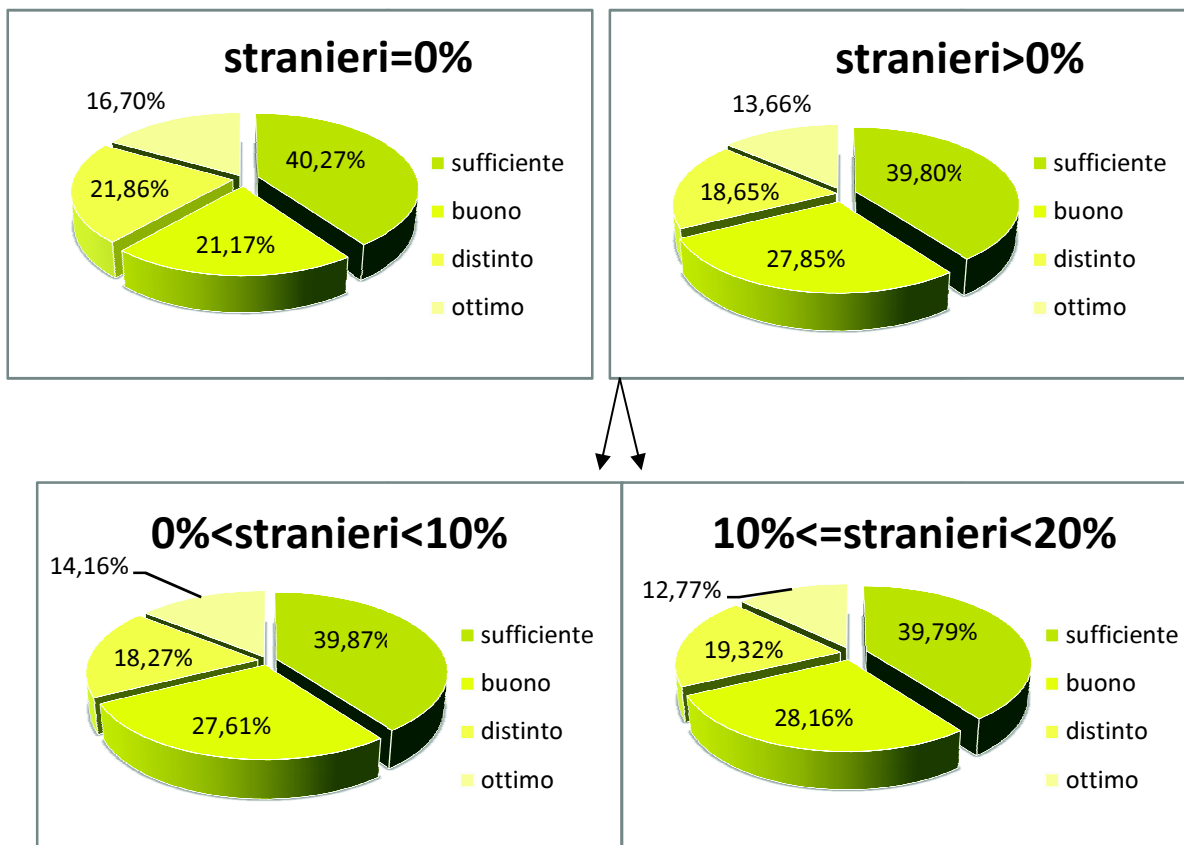 stranieri=0%
16,70%
40,27%
21,86%
21,17%
sufficiente
buono
distinto
ottimo
stranieri>0%
13,66%
39,80%
18,65%
27,85%
sufficiente
buono
distinto
ottimo
0%<stranieri<10%
14,16%
39,87%
18,27%
27,61%
sufficiente
buono
distinto
ottimo
10%<=stranieri<20%
12,77%
39,79%
19,32%
28,16%
sufficiente
buono
distinto
ottimo